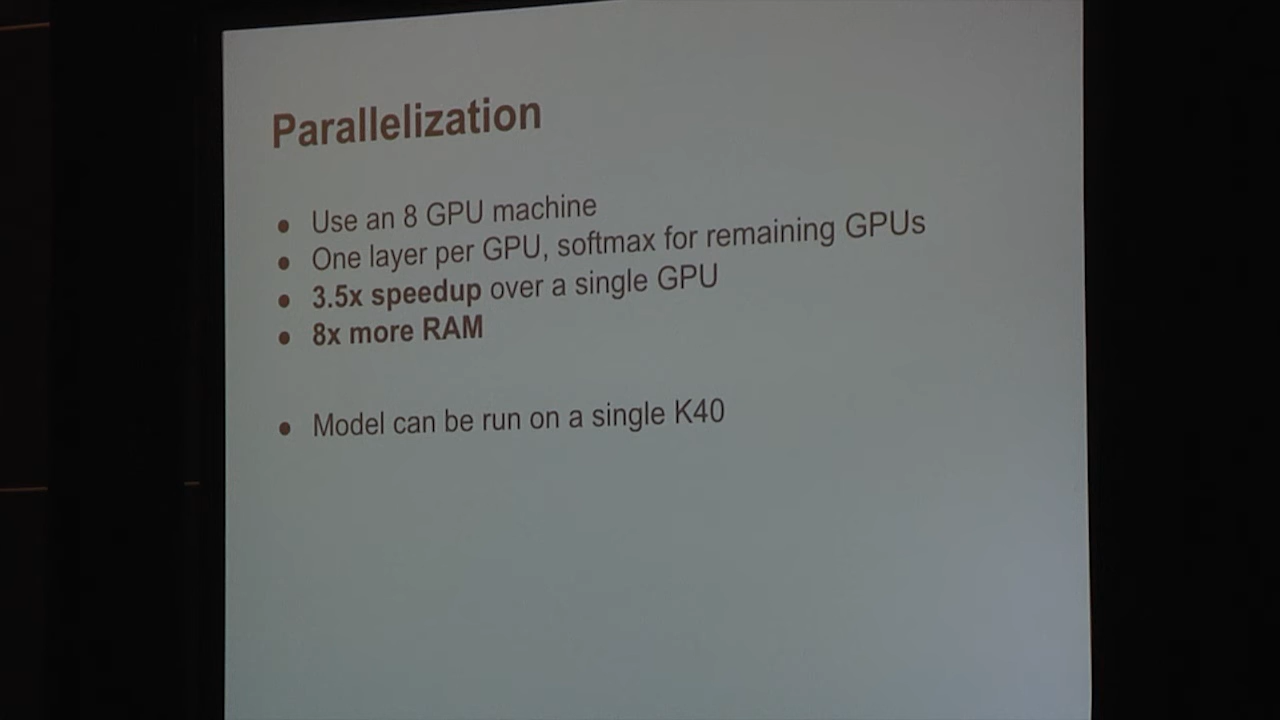 Parallelization
● Use an 8 GPU machine
● One layer per GPU, softmax for remaining GPUs
● 3.5x speedup over a single GPU
● 8x more RAM
● Model can be run on a single K40